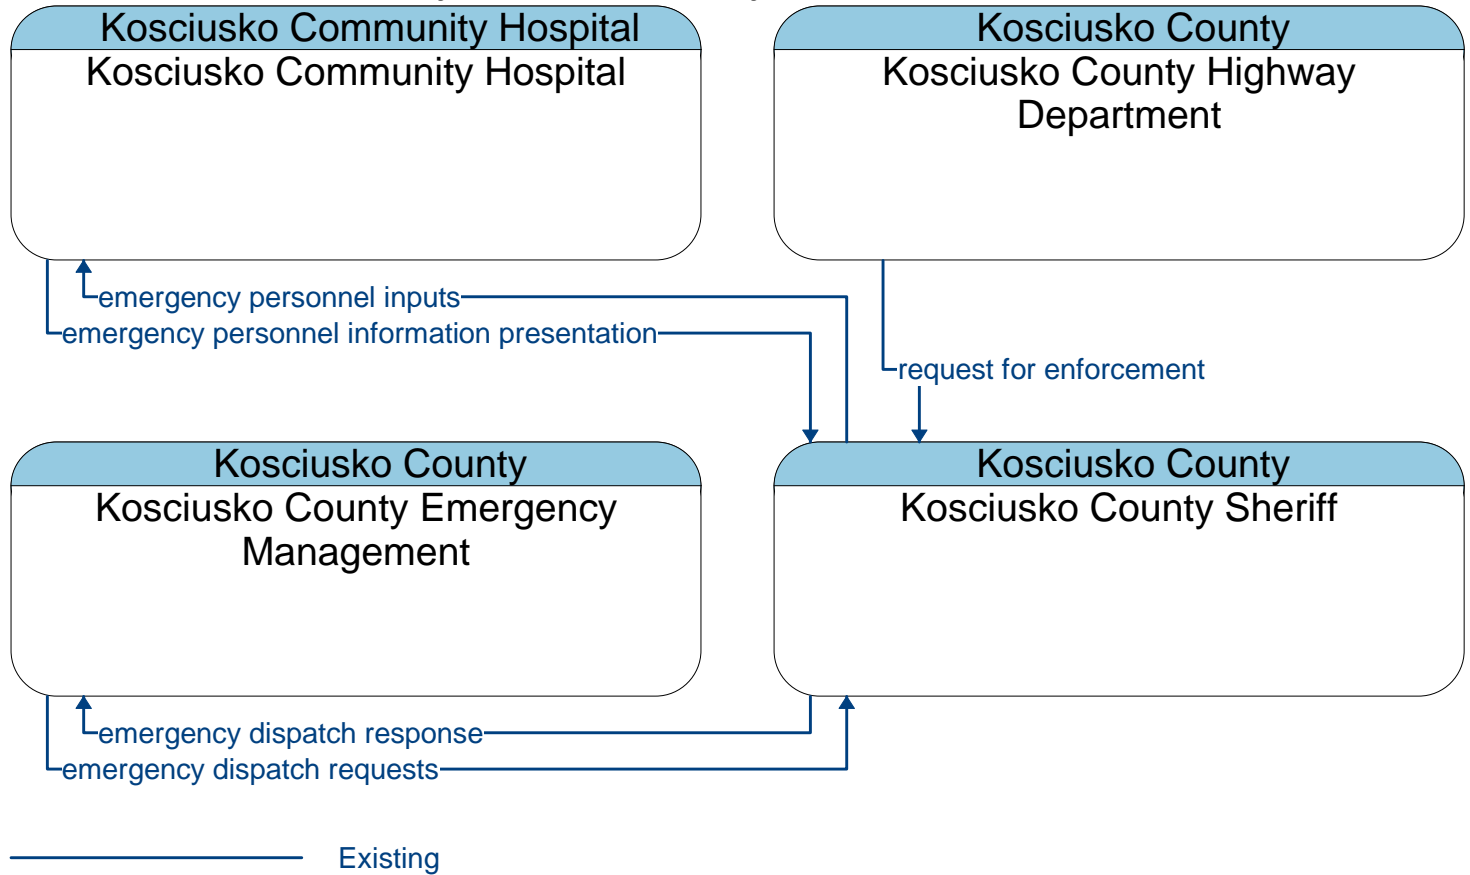 Kosciusko Community Hospital
Kosciusko Community Hospital
Kosciusko County
Kosciusko County Highway
Department
emergency personnel inputs
emergency personnel information presentation
request for enforcement
Kosciusko County
Kosciusko County Emergency
Management
Kosciusko County
Kosciusko County Sheriff
emergency dispatch response
emergency dispatch requests
Existing